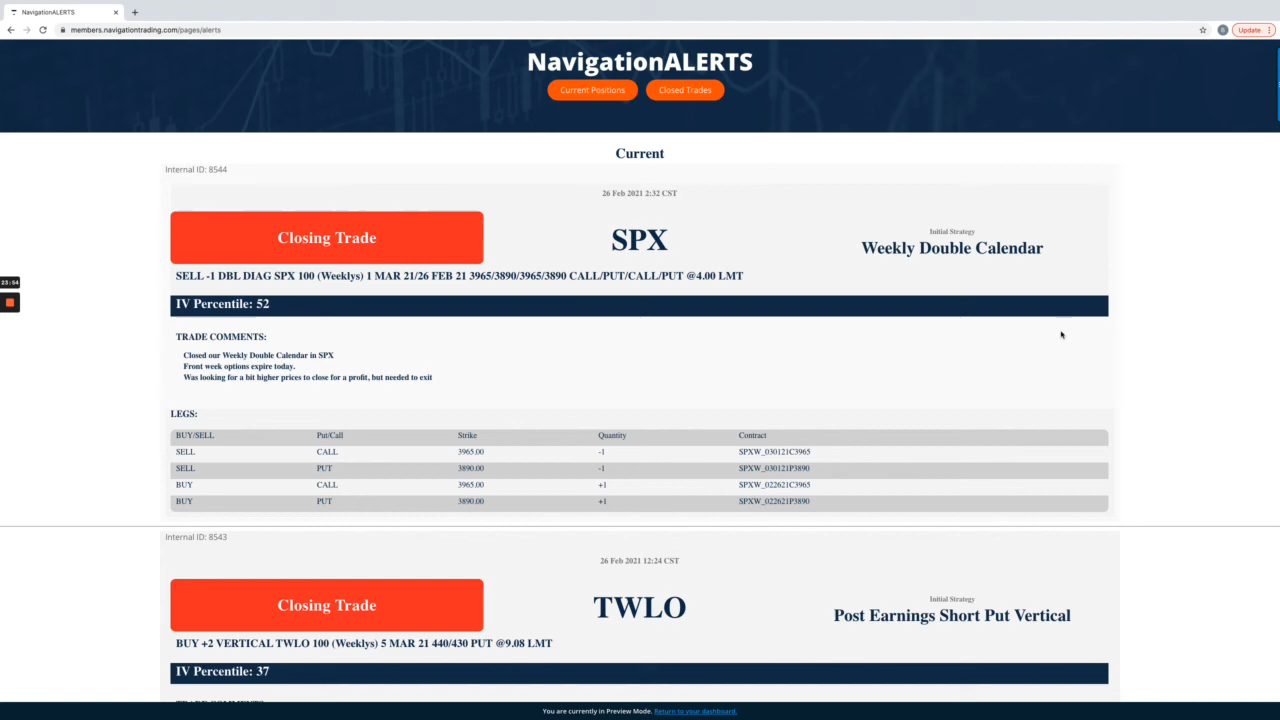 NavigationALERTS
members.navigationtrading.com/pages/alerts
Update
NavigationALERTS
Current Positions
Closed Trades
Current
Internal ID: 8544
26 Feb 2021 2:32 CST
Closing Trade
SPX
Initial Strategy
Weekly Double Calendar
SELL -1 DBL DIAG SPX 100 (Weeklys) 1 MAR 21/26 FEB 21 3965/3890/3965/3890 CALL/PUT/CALL/PUT @4.00 LMT
IV Percentile: 52
TRADE COMMENTS:
Closed our Weekly Double Calendar in SPX
Front week options expire today.
Was looking for a bit higher prices to close for a profit, but needed to exit
LEGS:
BUY/SELL Put/Call Strike Quantity Contract
SELL CALL 3965.00 -1 SPXW_030121C3965
SELL PUT 3890.00 -1 SPXW_030121P3890
BUY CALL 3965.00 +1 SPXW_022621C3965
BUY PUT 3890.00 +1 SPXW_022621P3890
23:54
Internal ID: 8543
26 Feb 2021 12:24 CST
Closing Trade
TWLO
Initial Strategy
Post Earnings Short Put Vertical
BUY +2 VERTICAL TWLO 100 (Weeklys) 5 MAR 21 440/430 PUT @9.08 LMT
IV Percentile: 37
You are currently in Preview Mode. Return to your dashboard.